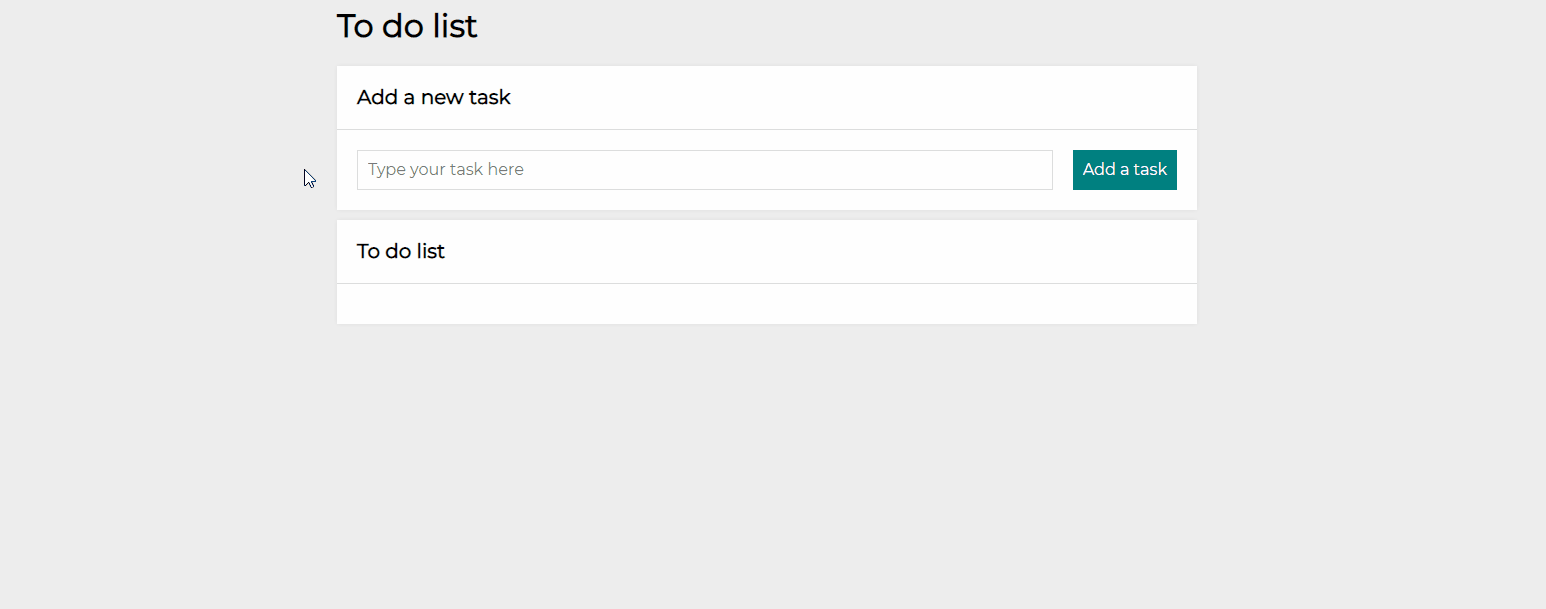 To do list
Add a new task
Type your task here
Add a task
To do list